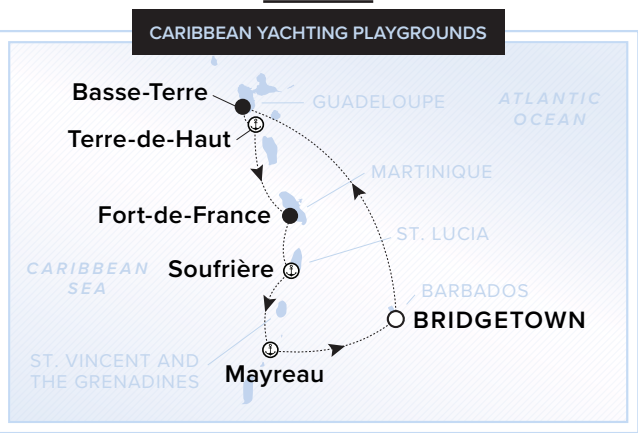 CARIBBEAN YACHTING PLAYGROUNDS
Basse-Terre
GUADELOUPE
ATLANTIC
OCEAN
Terre-de-Haut
MARTINIQUE
Fort-de-France
ST. LUCIA
CARIBBEAN
SEA
Soufrière
BARBADOS
BRIDGETOWN
ST. VINCENT AND
THE GRENADINES
Mayreau